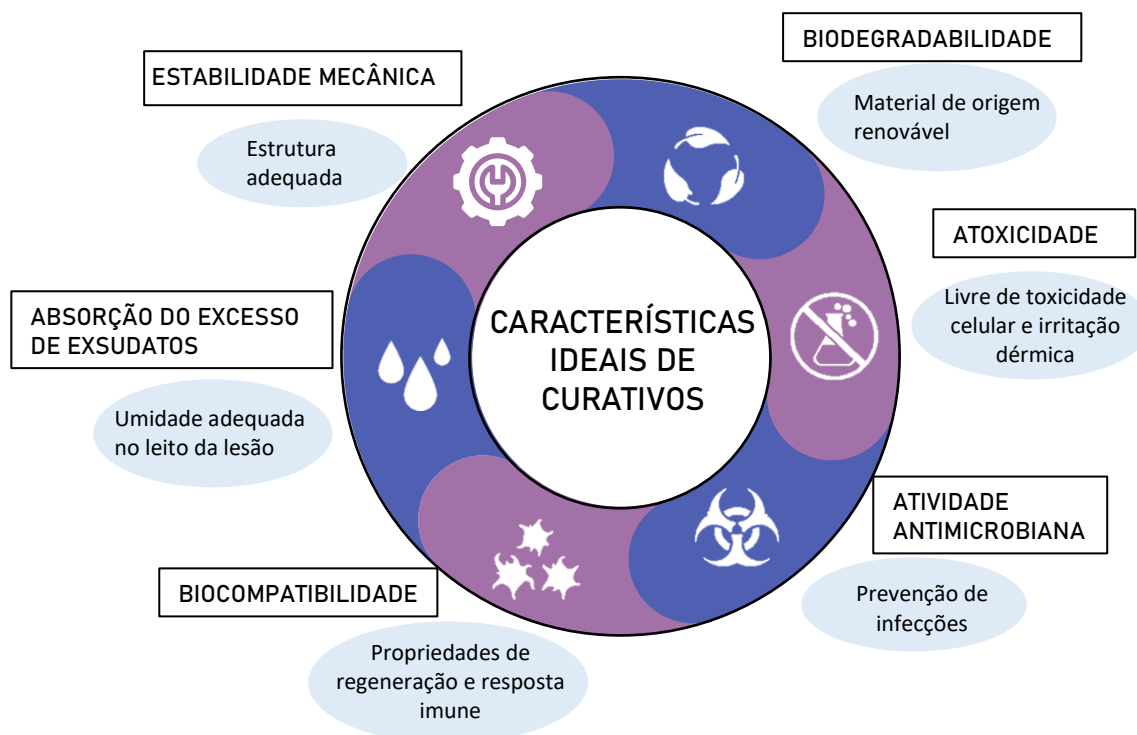 CARACTERÍSTICAS
IDEAIS DE
CURATIVOS
BIODEGRADABILIDADE
Material de origem
renovável
ATOXICIDADE
Livre de toxicidade
celular e irritação
dérmica
ATIVIDADE
ANTIMICROBIANA
Prevenção de
infecções
BIOCOMPATIBILIDADE
Propriedades de
regeneração e resposta
imune
ABSORÇÃO DO EXCESSO
DE EXSUDATOS
Umidade adequada
no leito da lesão
ESTABILIDADE MECÂNICA
Estrutura
adequada